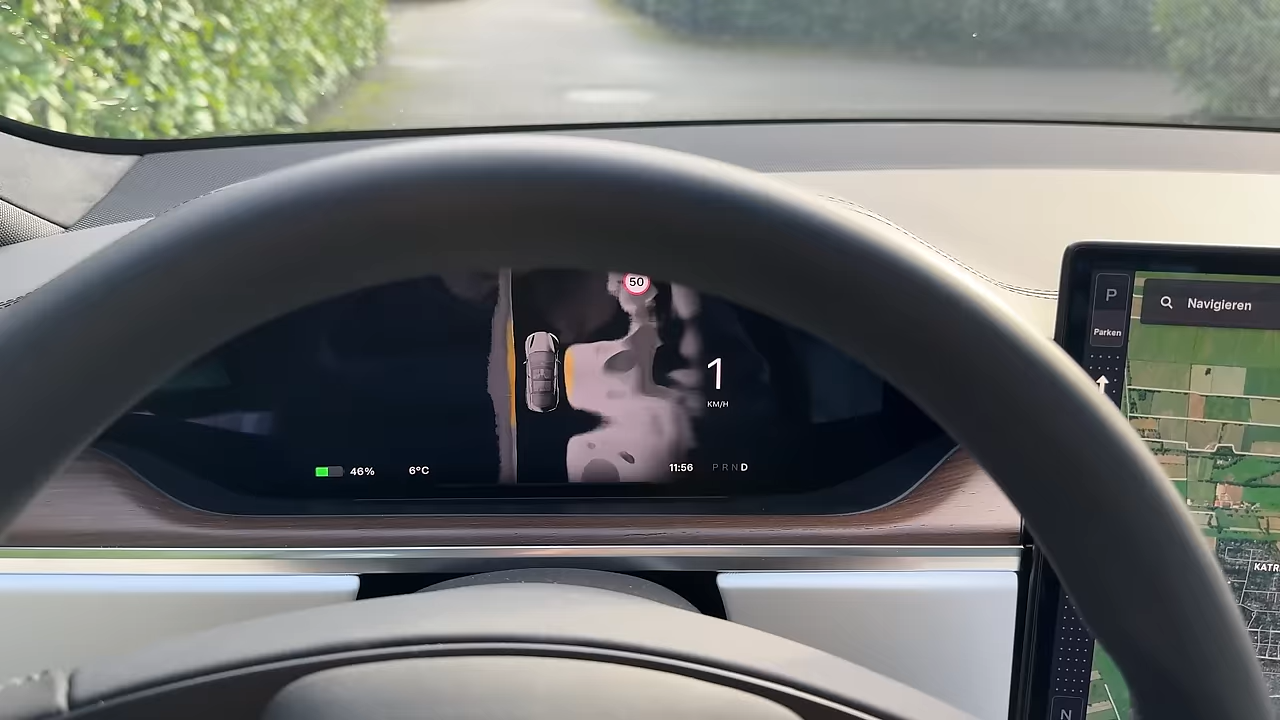 50
1
KM/H
46%
6°C
11:56
P R N D
P
Parken
Navigieren
KATR
N